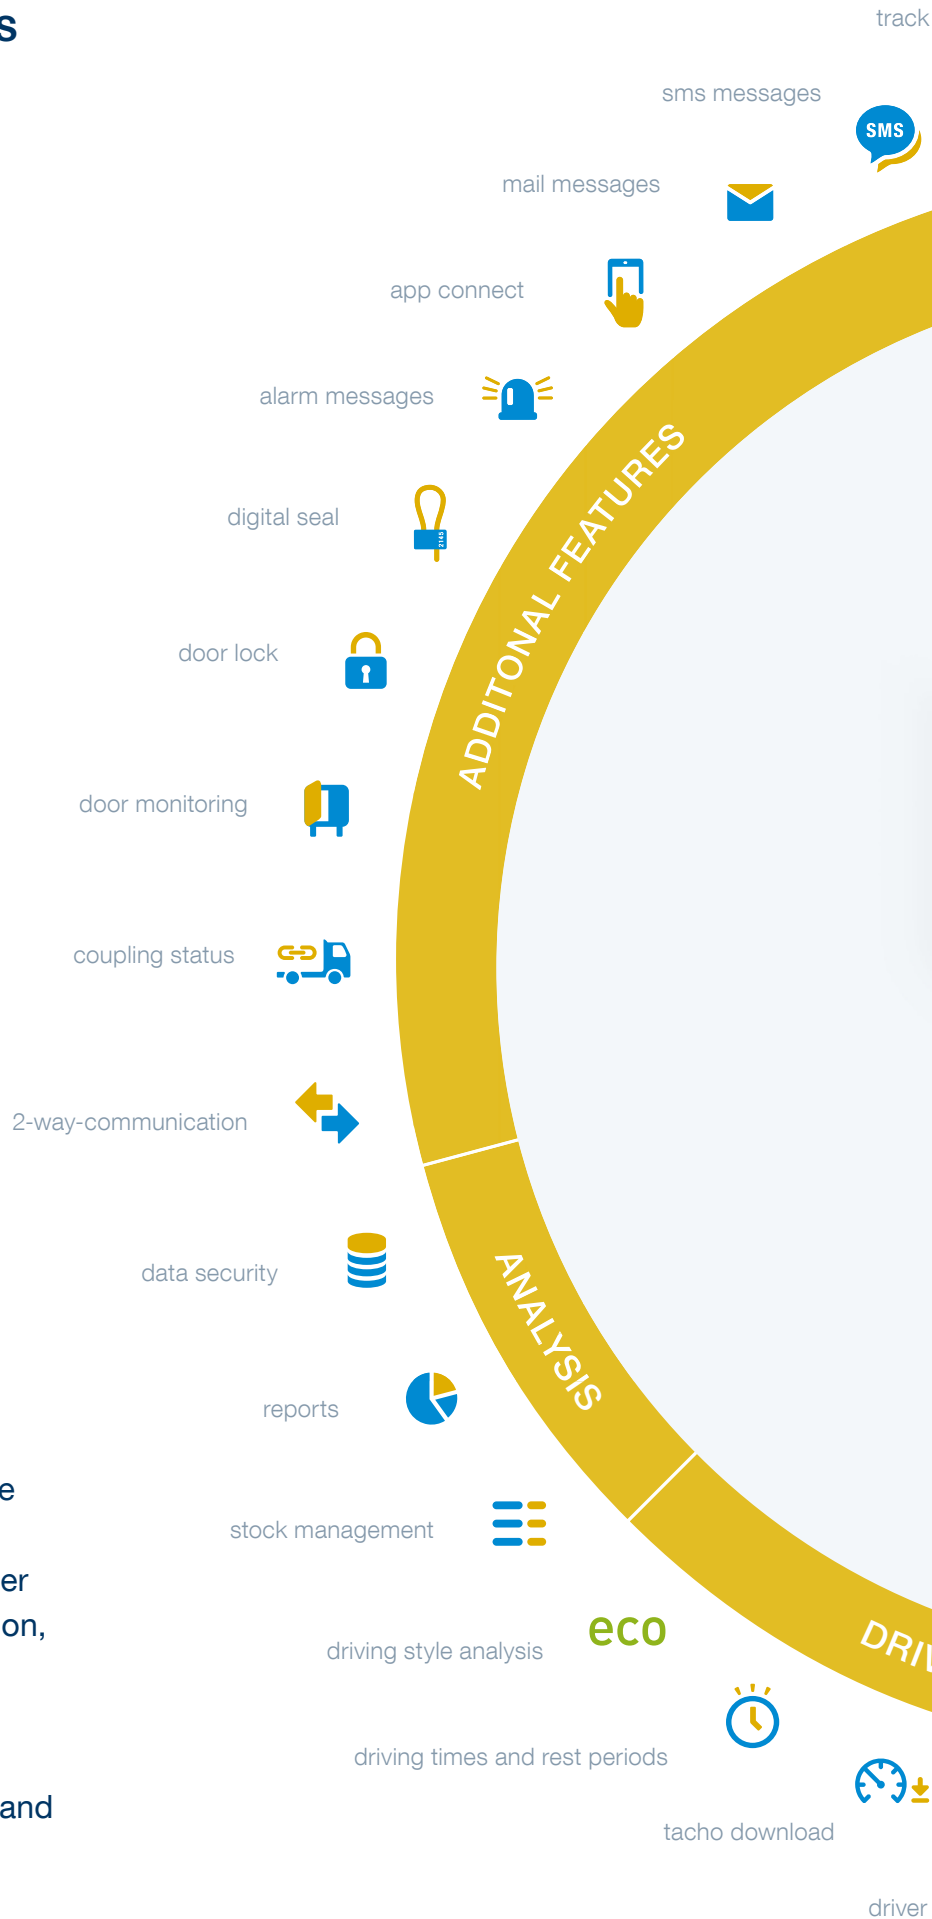 s
track
sms messages
SMS
mail messages
app connect
alarm messages
digital seal
2145
door lock
door monitoring
coupling status
2-way-communication
data security
reports
stock management
driving style analysis
eco
driving times and rest periods
tacho download
driver
ADDITONAL FEATURES
ANALYSIS
DRIV
e
er
on,
and